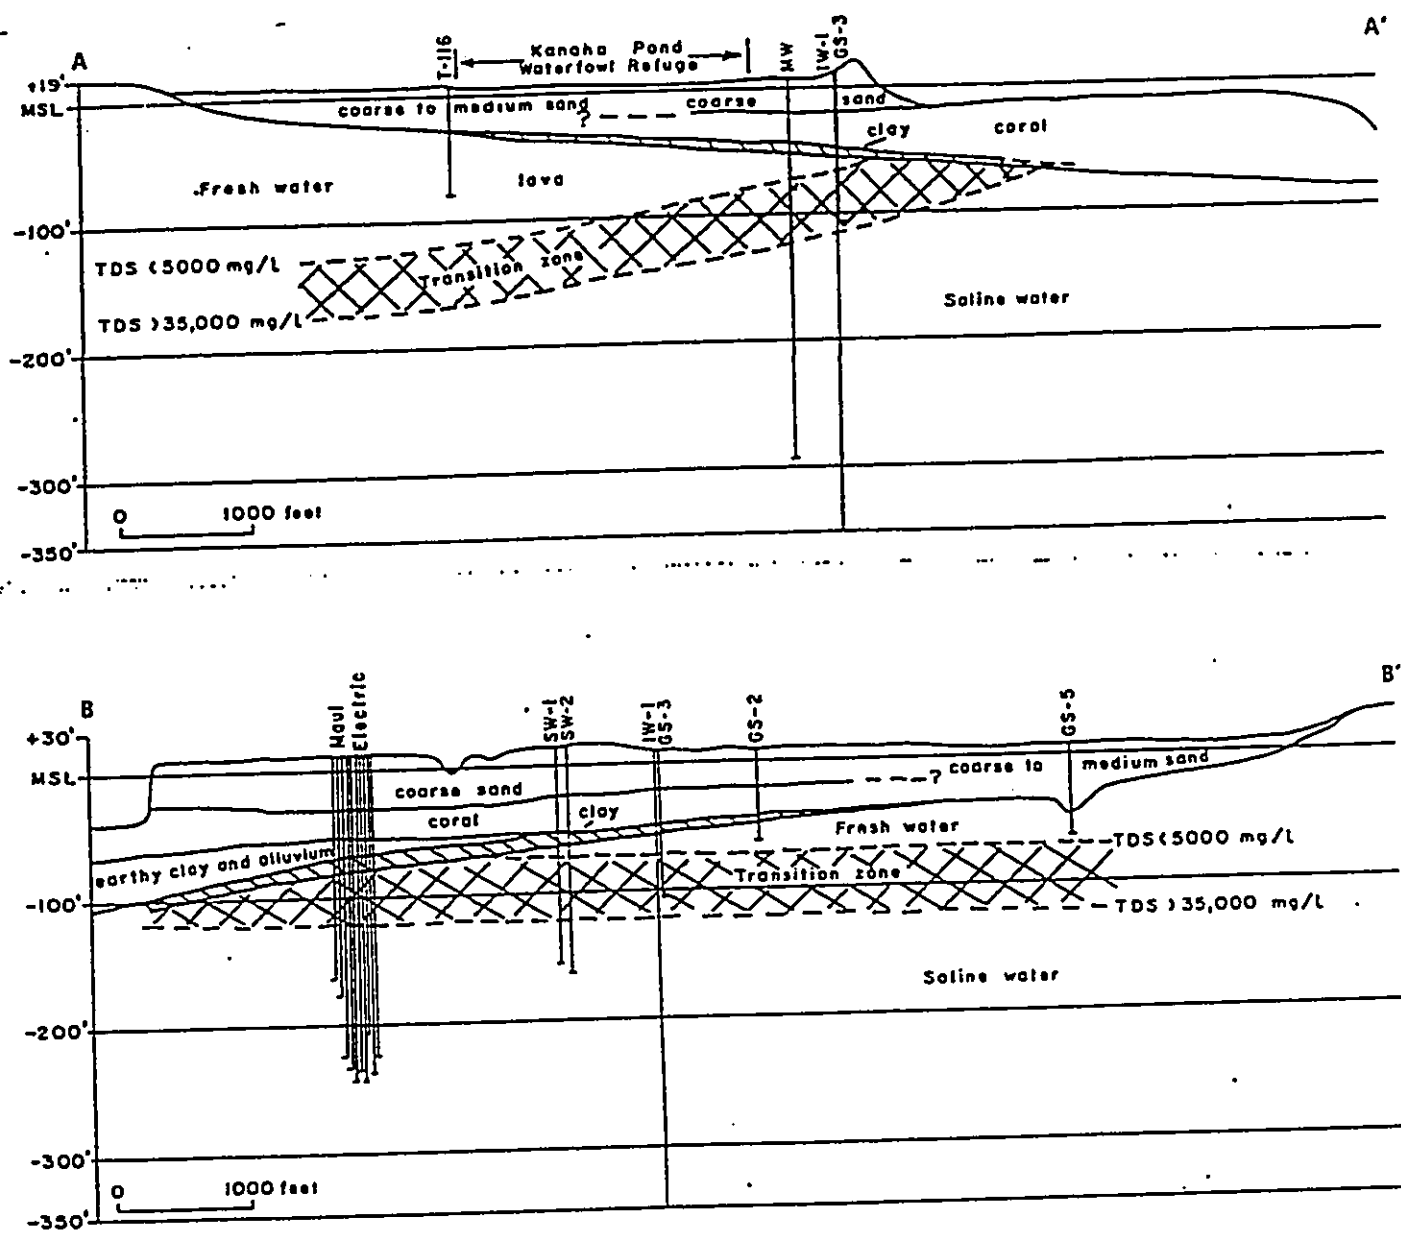 A
A'
T-116
Kanaha Pond
Waterfowl Refuge
MW
IW-1
GS-3
+19'
MSL
coarse to medium sand
?
coarse
sand
clay
coral
Fresh water
lava
-100'
TDS <5000 mg/L
Transition zone
TDS >35,000 mg/L
Saline water
-200'
-300'
0 1000 feet
-350'
B
B'
Maui
Electric
SW-1
SW-2
IW-1
GS-3
GS-2
GS-5
+30'
MSL
coarse sand
?
coarse to medium sand
coral
clay
Fresh water
earthy clay and alluvium
TDS <5000 mg/L
Transition zone
-100'
TDS >35,000 mg/L
Saline water
-200'
-300'
0 1000 feet
-350'